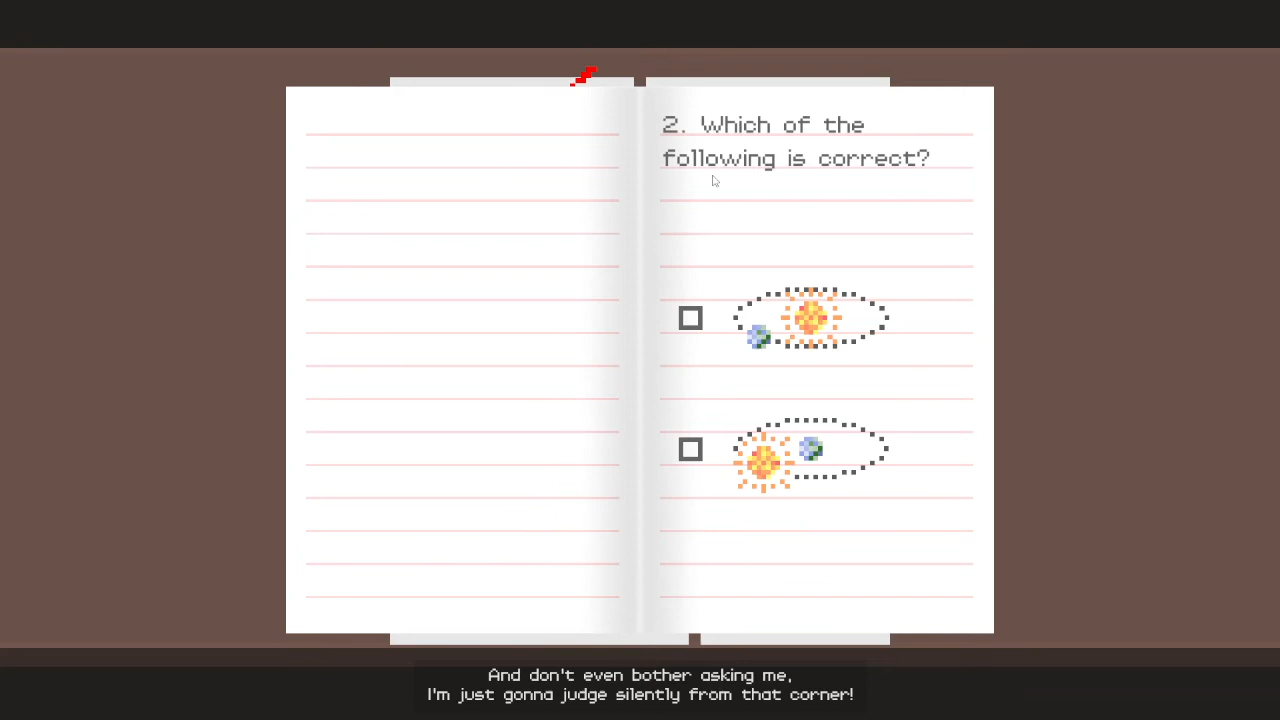 2. Which of the
following is correct?
And don't even bother asking me,
I'm just gonna judge silently from that corner!